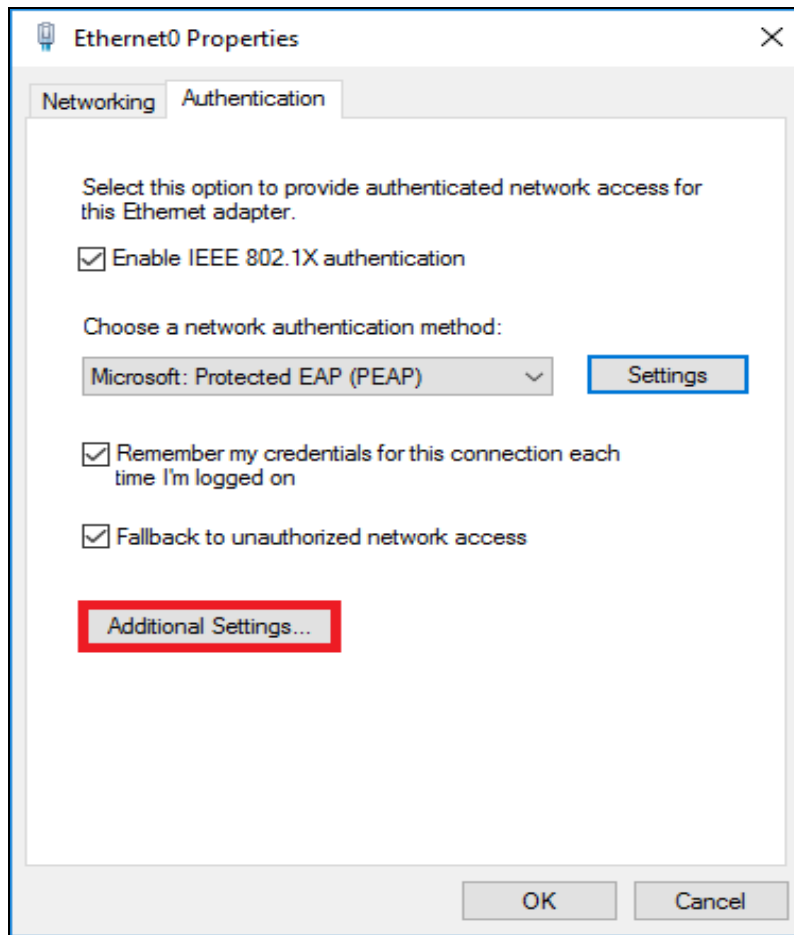 Ethernet0 Properties
Networking
Authentication
Select this option to provide authenticated network access for
this Ethernet adapter.
Enable IEEE 802.1X authentication
Choose a network authentication method:
Microsoft: Protected EAP (PEAP)
Settings
Remember my credentials for this connection each
time I'm logged on
Fallback to unauthorized network access
Additional Settings...
OK
Cancel